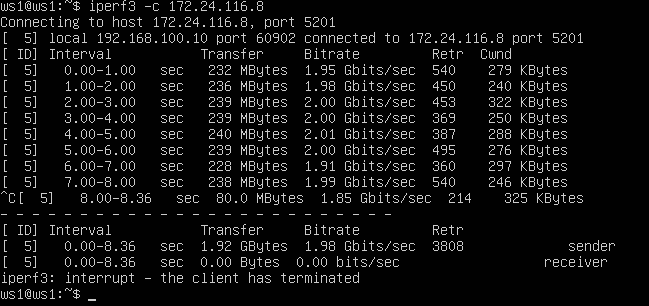 ws1@ws1:~$ iperf3 -c 172.24.116.8
Connecting to host 172.24.116.8, port 5201
[  5] local 192.168.100.10 port 60902 connected to 172.24.116.8 port 5201
[ ID] Interval           Transfer     Bitrate         Retr  Cwnd
[  5]   0.00-1.00   sec   232 MBytes  1.95 Gbits/sec  540    279 KBytes
[  5]   1.00-2.00   sec   236 MBytes  1.98 Gbits/sec  450    240 KBytes
[  5]   2.00-3.00   sec   239 MBytes  2.00 Gbits/sec  453    322 KBytes
[  5]   3.00-4.00   sec   239 MBytes  2.00 Gbits/sec  369    250 KBytes
[  5]   4.00-5.00   sec   240 MBytes  2.01 Gbits/sec  387    288 KBytes
[  5]   5.00-6.00   sec   239 MBytes  2.00 Gbits/sec  495    276 KBytes
[  5]   6.00-7.00   sec   228 MBytes  1.91 Gbits/sec  360    297 KBytes
[  5]   7.00-8.00   sec   238 MBytes  1.99 Gbits/sec  540    246 KBytes
^C[  5]   8.00-8.36   sec  80.0 MBytes  1.85 Gbits/sec  214    325 KBytes
- - - - - - - - - - - - - - - - - - - - - - - - -
[ ID] Interval           Transfer     Bitrate         Retr
[  5]   0.00-8.36   sec  1.92 GBytes  1.98 Gbits/sec  3808             sender
[  5]   0.00-8.36   sec  0.00 Bytes  0.00 bits/sec                  receiver
iperf3: interrupt - the client has terminated
ws1@ws1:~$ _